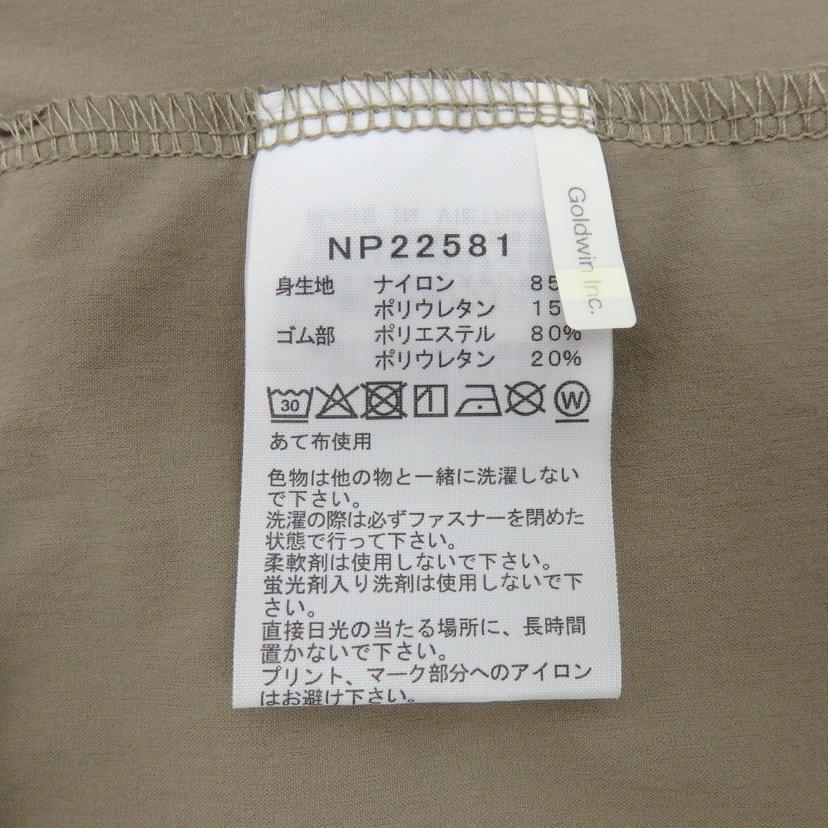 NP22581
身生地 ナイロン 85
ポリウレタン 15
ゴム部 ポリエステル 80%
ポリウレタン 20%
30 W
あて布使用
色物は他の物と一緒に洗濯しない
で下さい。
洗濯の際は必ずファスナーを閉めた
状態で行って下さい。
柔軟剤は使用しないで下さい。
蛍光剤入り洗剤は使用しないで下
さい。
直接日光の当たる場所に、長時間
置かないで下さい。
プリント、マーク部分へのアイロン
はお避け下さい。
Goldwin Inc.